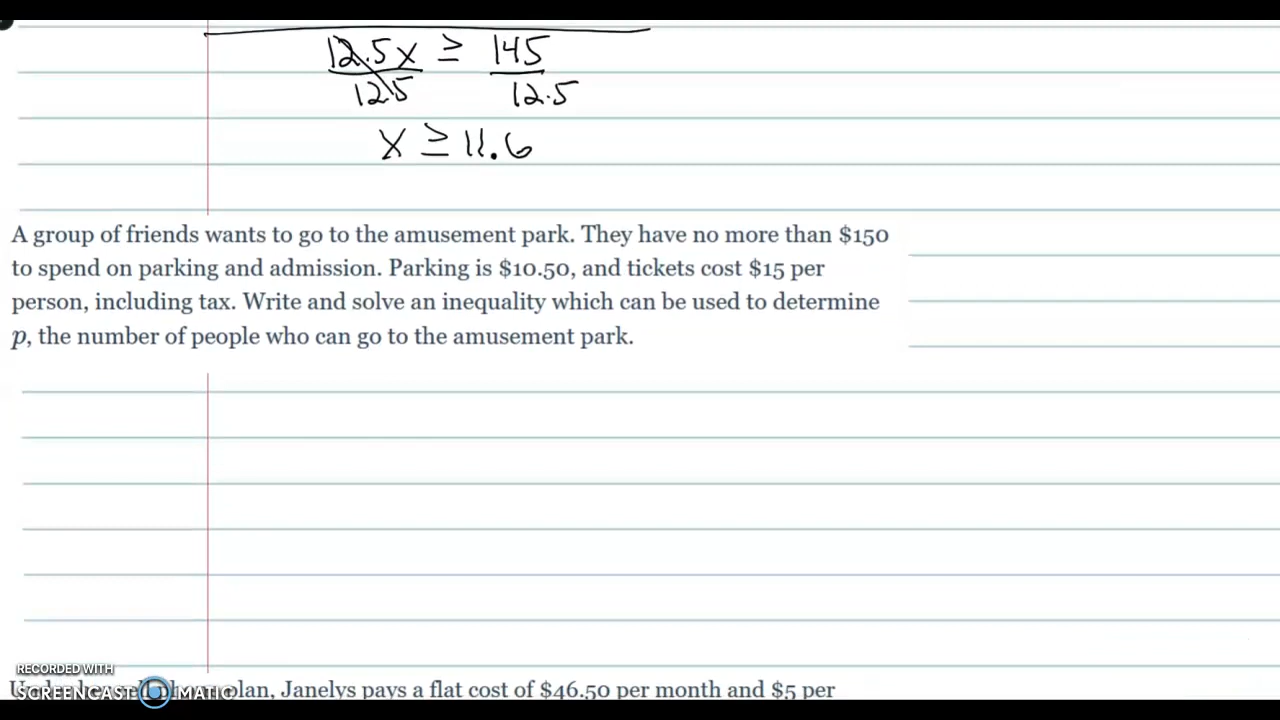 12.5x ≥ 145
12.5 12.5
x ≥ 11.6
A group of friends wants to go to the amusement park. They have no more than $150
to spend on parking and admission. Parking is $10.50, and tickets cost $15 per
person, including tax. Write and solve an inequality which can be used to determine
p, the number of people who can go to the amusement park.
RECORDED WITH
SCREENCAST MATIC
plan, Janelys pays a flat cost of $46.50 per month and $5 per